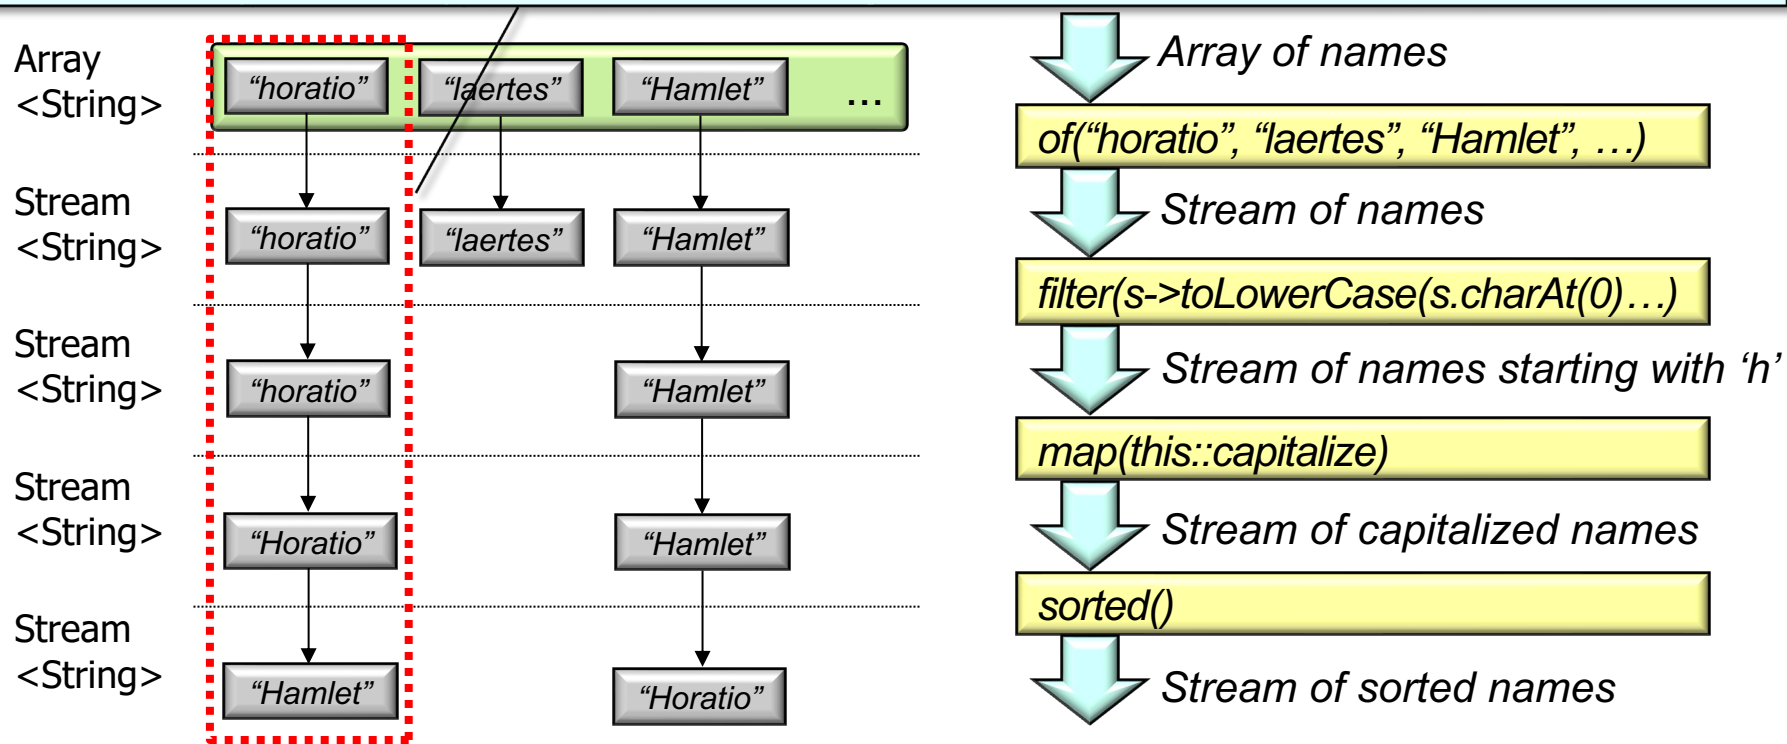 Array
<String>
“horatio”
“laertes”
“Hamlet”
...
Stream
<String>
“horatio”
“laertes”
“Hamlet”
Stream
<String>
“horatio”
“Hamlet”
Stream
<String>
“Horatio”
“Hamlet”
Stream
<String>
“Hamlet”
“Horatio”
Array of names
of(“horatio”, “laertes”, “Hamlet”, …)
Stream of names
filter(s->toLowerCase(s.charAt(0)…)
Stream of names starting with ‘h’
map(this::capitalize)
Stream of capitalized names
sorted()
Stream of sorted names